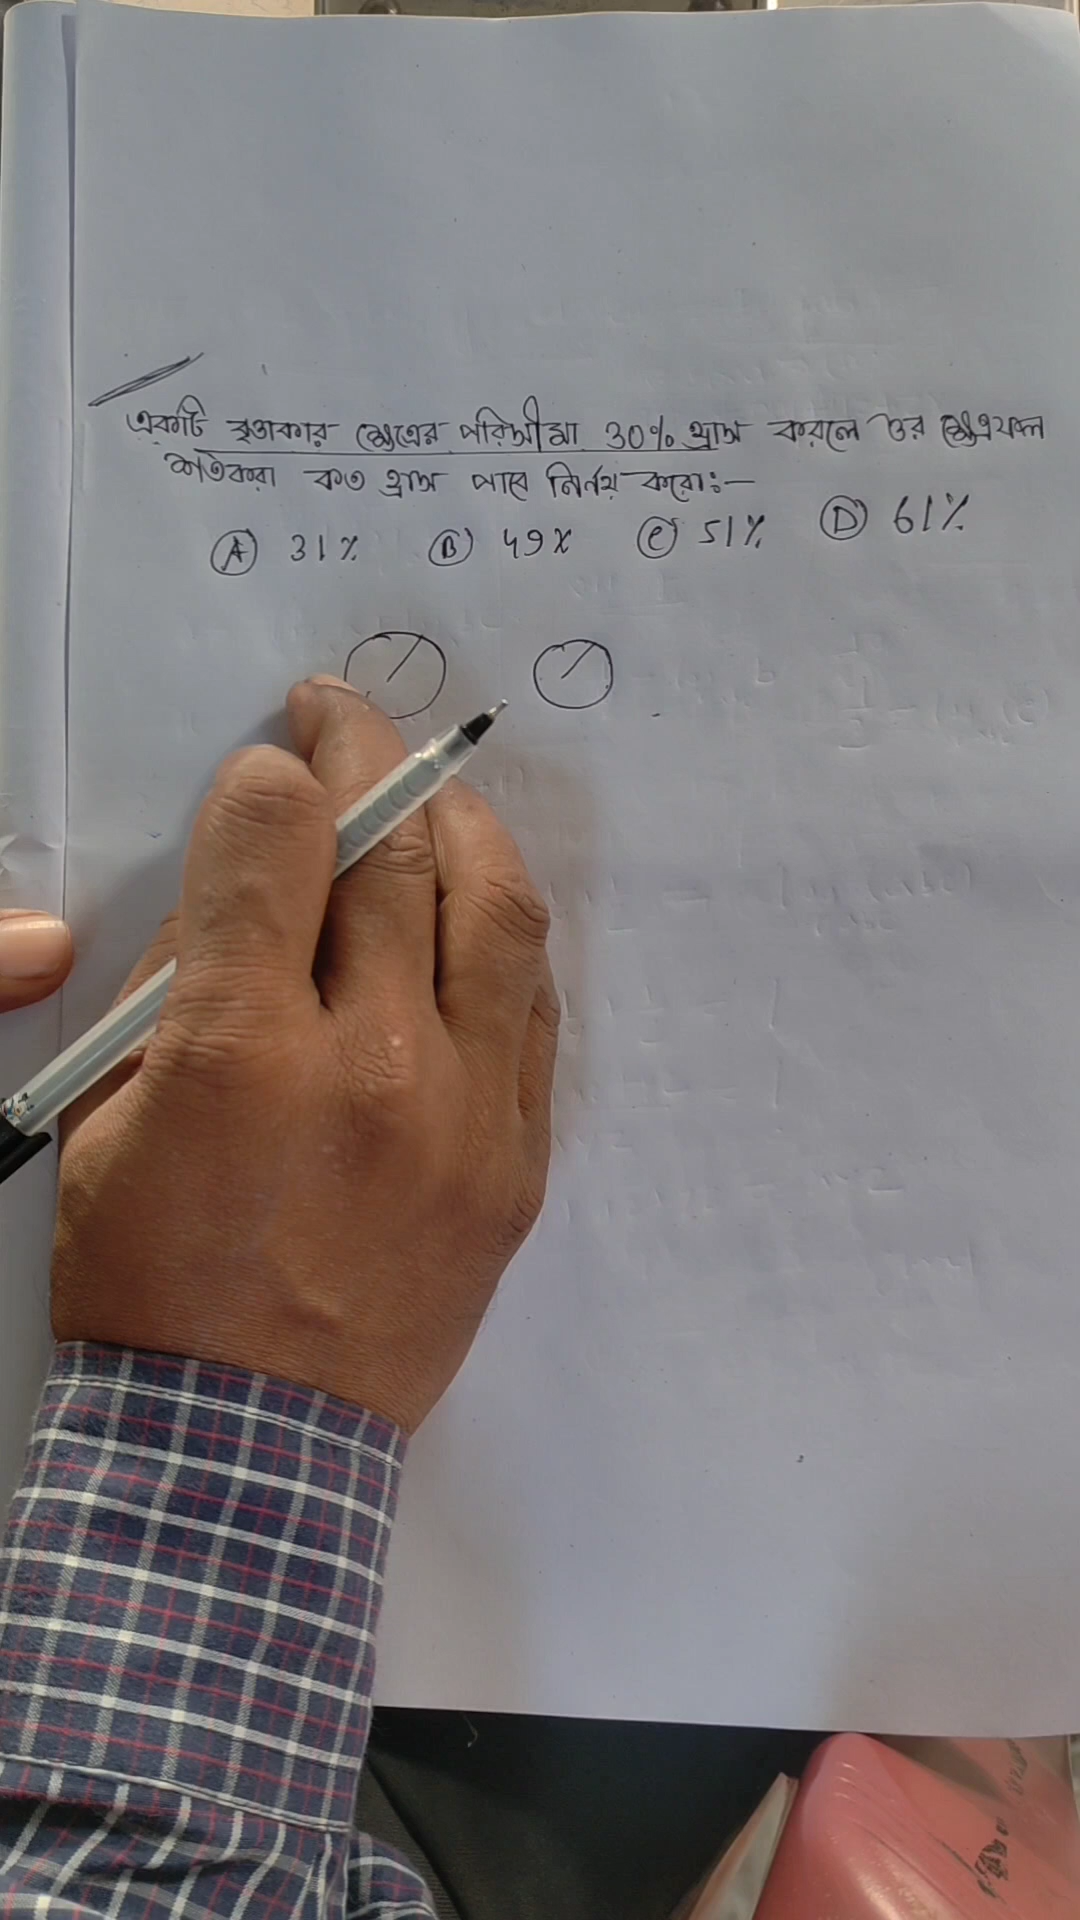 একটি বৃত্তাকার ক্ষেত্রের পরিসীমা 30% হ্রাস করলে ওর ক্ষেত্রফল
শতকরা কত হ্রাস পাবে নির্ণয় করো:-
(A) 31% (B) 49% (C) 51% (D) 61%